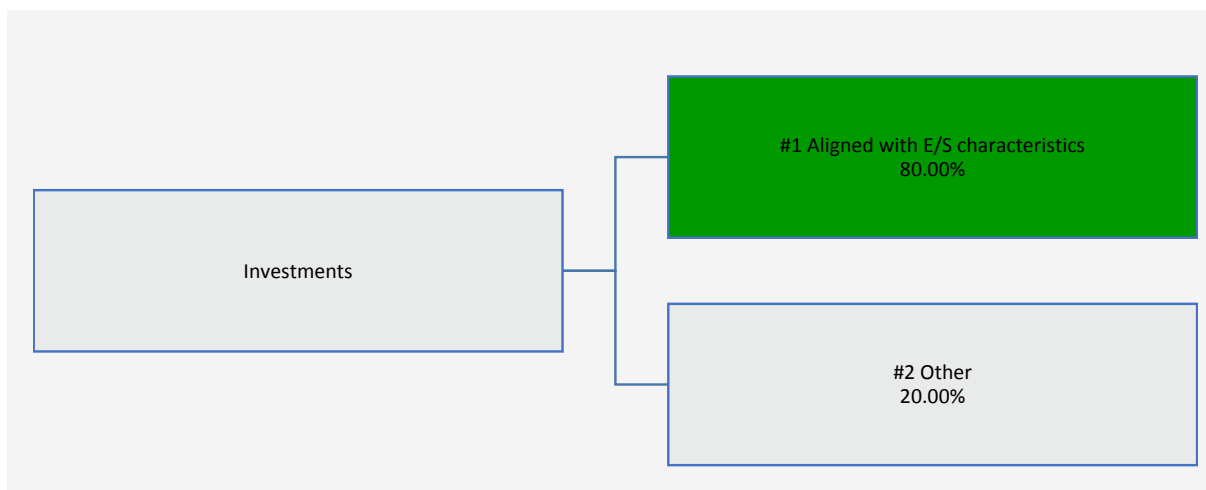 Investments
#1 Aligned with E/S characteristics
80.00%
#2 Other
20.00%